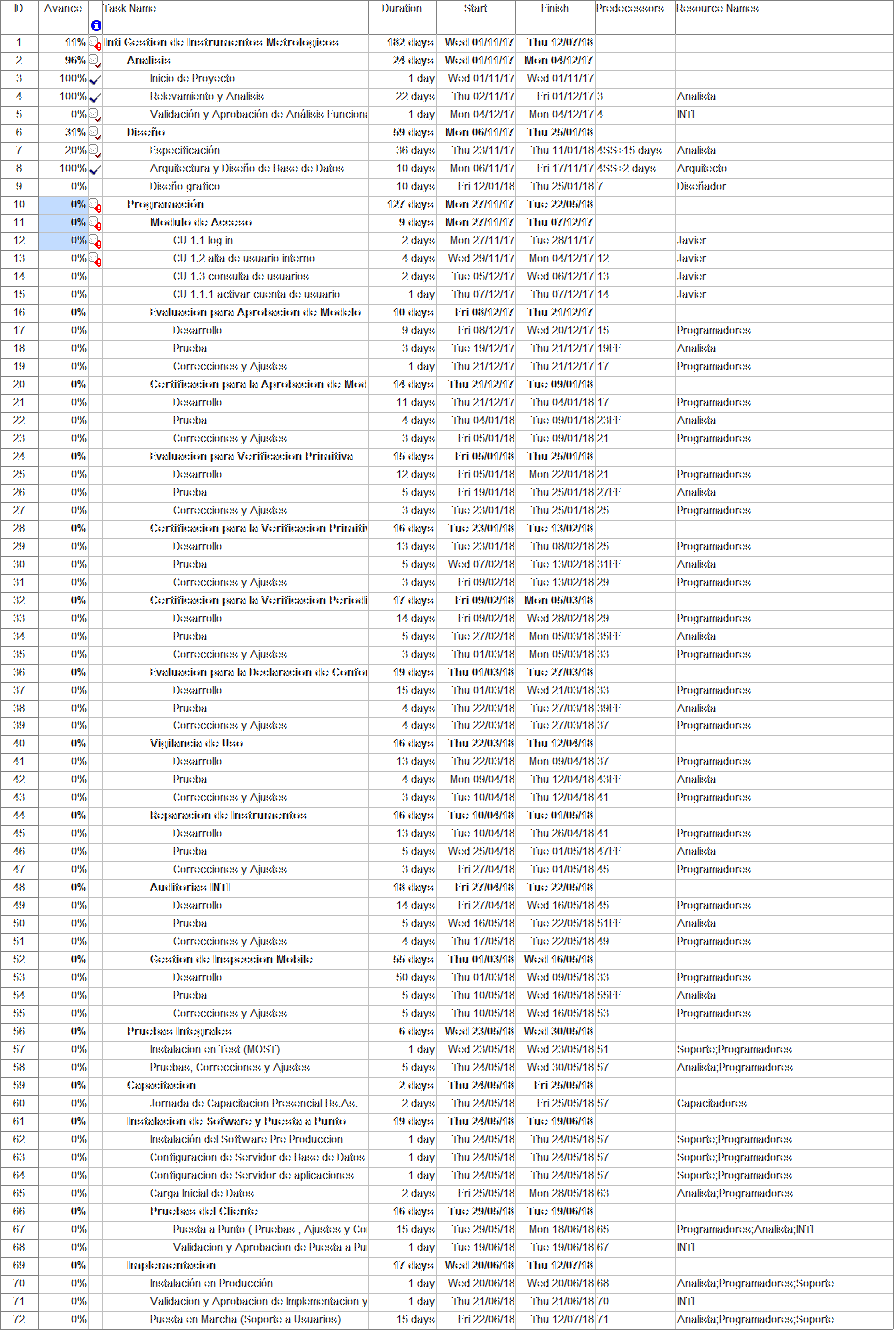 ID Avance Task Name Duration Start Finish Predecessors Resource Names
1 11% Inti Gestion de Instrumentos Metrologicos 182 days Wed 01/11/17 Thu 12/07/18
2 96% Analisis 24 days Wed 01/11/17 Mon 04/12/17
3 100% Inicio de Proyecto 1 day Wed 01/11/17 Wed 01/11/17
4 100% Relevamiento y Analisis 22 days Thu 02/11/17 Fri 01/12/17 3 Analista
5 0% Validación y Aprobación de Análisis Funciona 1 day Mon 04/12/17 Mon 04/12/17 4 INTI
6 31% Diseño 59 days Mon 06/11/17 Thu 25/01/18
7 20% Especificación 36 days Thu 23/11/17 Thu 11/01/18 4SS+15 days Analista
8 100% Arquitectura y Diseño de Base de Datos 10 days Mon 06/11/17 Fri 17/11/17 4SS+2 days Arquitecto
9 0% Diseño grafico 10 days Fri 12/01/18 Thu 25/01/18 7 Diseñador
10 0% Programación 127 days Mon 27/11/17 Tue 22/05/18
11 0% Modulo de Acceso 9 days Mon 27/11/17 Thu 07/12/17
12 0% CU 1.1 log in 2 days Mon 27/11/17 Tue 28/11/17 Javier
13 0% CU 1.2 alta de usuario interno 4 days Wed 29/11/17 Mon 04/12/17 12 Javier
14 0% CU 1.3 consulta de usuarios 2 days Tue 05/12/17 Wed 06/12/17 13 Javier
15 0% CU 1.1.1 activar cuenta de usuario 1 day Thu 07/12/17 Thu 07/12/17 14 Javier
16 0% Evaluacion para Aprobacion de Modelo 10 days Fri 08/12/17 Thu 21/12/17
17 0% Desarrollo 9 days Fri 08/12/17 Wed 20/12/17 15 Programadores
18 0% Prueba 3 days Tue 19/12/17 Thu 21/12/17 19FF Analista
19 0% Correcciones y Ajustes 1 day Thu 21/12/17 Thu 21/12/17 17 Programadores
20 0% Certificacion para la Aprobacion de Mod 14 days Thu 21/12/17 Tue 09/01/18
21 0% Desarrollo 11 days Thu 21/12/17 Thu 04/01/18 17 Programadores
22 0% Prueba 4 days Thu 04/01/18 Tue 09/01/18 23FF Analista
23 0% Correcciones y Ajustes 3 days Fri 05/01/18 Tue 09/01/18 21 Programadores
24 0% Evaluacion para Verificacion Primitiva 15 days Fri 05/01/18 Thu 25/01/18
25 0% Desarrollo 12 days Fri 05/01/18 Mon 22/01/18 21 Programadores
26 0% Prueba 5 days Fri 19/01/18 Thu 25/01/18 27FF Analista
27 0% Correcciones y Ajustes 3 days Tue 23/01/18 Thu 25/01/18 25 Programadores
28 0% Certificacion para la Verificacion Primitiv 16 days Tue 23/01/18 Tue 13/02/18
29 0% Desarrollo 13 days Tue 23/01/18 Thu 08/02/18 25 Programadores
30 0% Prueba 5 days Wed 07/02/18 Tue 13/02/18 31FF Analista
31 0% Correcciones y Ajustes 3 days Fri 09/02/18 Tue 13/02/18 29 Programadores
32 0% Certificacion para la Verificacion Periodi 17 days Fri 09/02/18 Mon 05/03/18
33 0% Desarrollo 14 days Fri 09/02/18 Wed 28/02/18 29 Programadores
34 0% Prueba 5 days Tue 27/02/18 Mon 05/03/18 35FF Analista
35 0% Correcciones y Ajustes 3 days Thu 01/03/18 Mon 05/03/18 33 Programadores
36 0% Evaluacion para la Declaracion de Confor 19 days Thu 01/03/18 Tue 27/03/18
37 0% Desarrollo 15 days Thu 01/03/18 Wed 21/03/18 33 Programadores
38 0% Prueba 4 days Thu 22/03/18 Tue 27/03/18 39FF Analista
39 0% Correcciones y Ajustes 4 days Thu 22/03/18 Tue 27/03/18 37 Programadores
40 0% Vigilancia de Uso 16 days Thu 22/03/18 Thu 12/04/18
41 0% Desarrollo 13 days Thu 22/03/18 Mon 09/04/18 37 Programadores
42 0% Prueba 4 days Mon 09/04/18 Thu 12/04/18 43FF Analista
43 0% Correcciones y Ajustes 3 days Tue 10/04/18 Thu 12/04/18 41 Programadores
44 0% Reparacion de Instrumentos 16 days Tue 10/04/18 Tue 01/05/18
45 0% Desarrollo 13 days Tue 10/04/18 Thu 26/04/18 41 Programadores
46 0% Prueba 5 days Wed 25/04/18 Tue 01/05/18 47FF Analista
47 0% Correcciones y Ajustes 3 days Fri 27/04/18 Tue 01/05/18 45 Programadores
48 0% Auditorias INTI 18 days Fri 27/04/18 Tue 22/05/18
49 0% Desarrollo 14 days Fri 27/04/18 Wed 16/05/18 45 Programadores
50 0% Prueba 5 days Wed 16/05/18 Tue 22/05/18 51FF Analista
51 0% Correcciones y Ajustes 4 days Thu 17/05/18 Tue 22/05/18 49 Programadores
52 0% Gestion de Inspeccion Mobile 55 days Thu 01/03/18 Wed 16/05/18
53 0% Desarrollo 50 days Thu 01/03/18 Wed 09/05/18 33 Programadores
54 0% Prueba 5 days Thu 10/05/18 Wed 16/05/18 55FF Analista
55 0% Correcciones y Ajustes 5 days Thu 10/05/18 Wed 16/05/18 53 Programadores
56 0% Pruebas Integrales 6 days Wed 23/05/18 Wed 30/05/18
57 0% Instalacion en Test (MOST) 1 day Wed 23/05/18 Wed 23/05/18 51 Soporte;Programadores
58 0% Pruebas, Correcciones y Ajustes 5 days Thu 24/05/18 Wed 30/05/18 57 Analista;Programadores
59 0% Capacitacion 2 days Thu 24/05/18 Fri 25/05/18
60 0% Jornada de Capacitacion Presencial Bs.As. 2 days Thu 24/05/18 Fri 25/05/18 57 Capacitadores
61 0% Instalacion de Sofware y Puesta a Punto 19 days Thu 24/05/18 Tue 19/06/18
62 0% Instalación del Software Pre Produccion 1 day Thu 24/05/18 Thu 24/05/18 57 Soporte;Programadores
63 0% Configuracion de Servidor de Base de Datos 1 day Thu 24/05/18 Thu 24/05/18 57 Soporte;Programadores
64 0% Configuracion de Servidor de aplicaciones 1 day Thu 24/05/18 Thu 24/05/18 57 Soporte;Programadores
65 0% Carga Inicial de Datos 2 days Fri 25/05/18 Mon 28/05/18 63 Analista;Programadores
66 0% Pruebas del Cliente 16 days Tue 29/05/18 Tue 19/06/18
67 0% Puesta a Punto ( Pruebas , Ajustes y Co 15 days Tue 29/05/18 Mon 18/06/18 65 Programadores;Analista;INTI
68 0% Validacion y Aprobacion de Puesta a Pu 1 day Tue 19/06/18 Tue 19/06/18 67 INTI
69 0% Implementacion 17 days Wed 20/06/18 Thu 12/07/18
70 0% Instalación en Producción 1 day Wed 20/06/18 Wed 20/06/18 68 Analista;Programadores;Soporte
71 0% Validacion y Aprobacion de Implementacion y 1 day Thu 21/06/18 Thu 21/06/18 70 INTI
72 0% Puesta en Marcha (Soporte a Usuarios) 15 days Fri 22/06/18 Thu 12/07/18 71 Analista;Programadores;Soporte